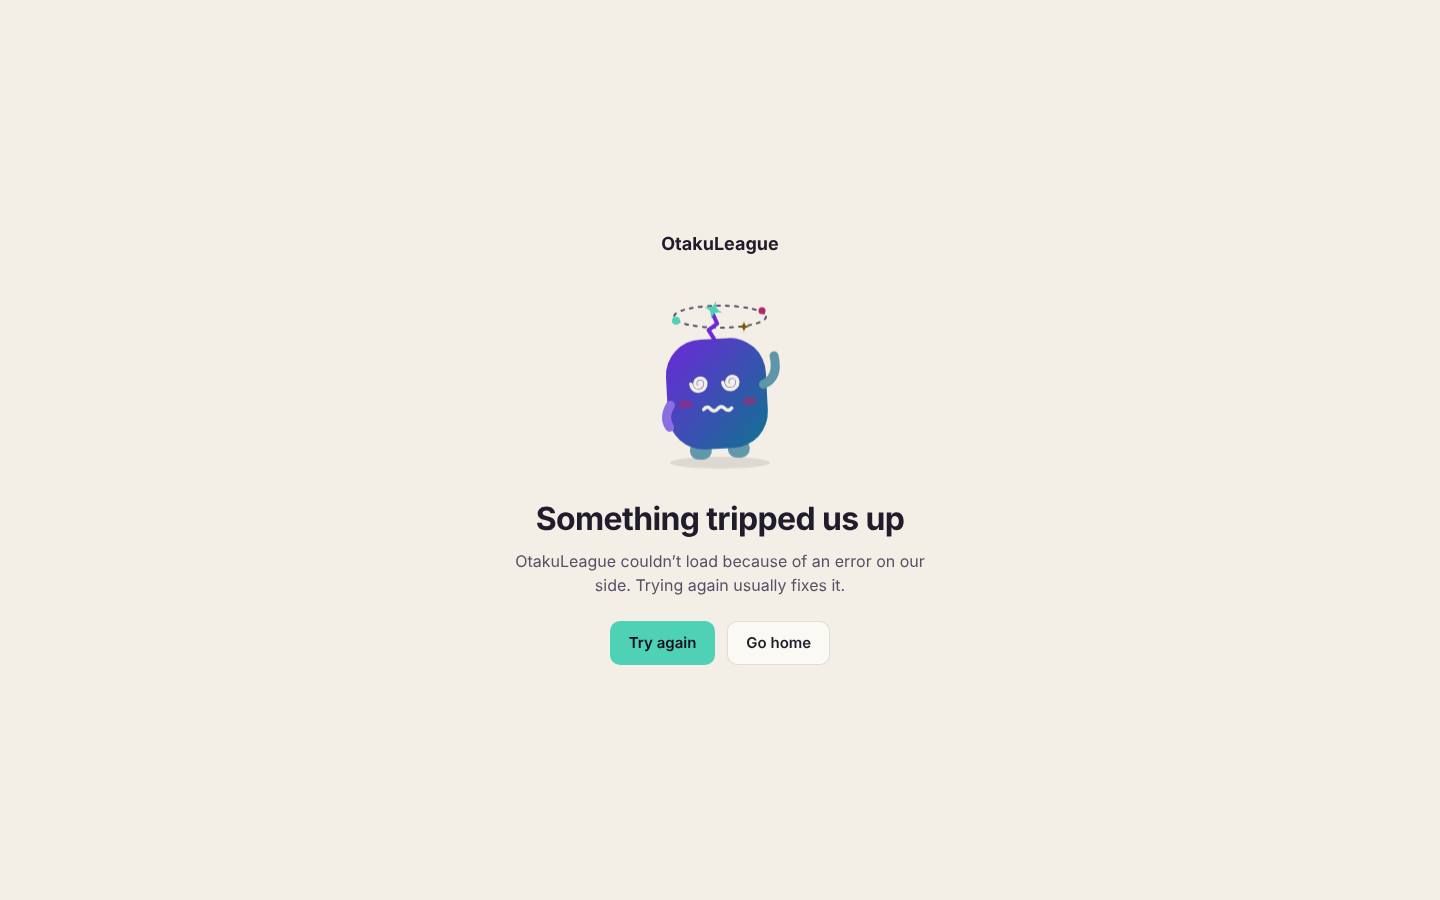 OtakuLeague
Something tripped us up
OtakuLeague couldn’t load because of an error on our
side. Trying again usually fixes it.
Try again
Go home